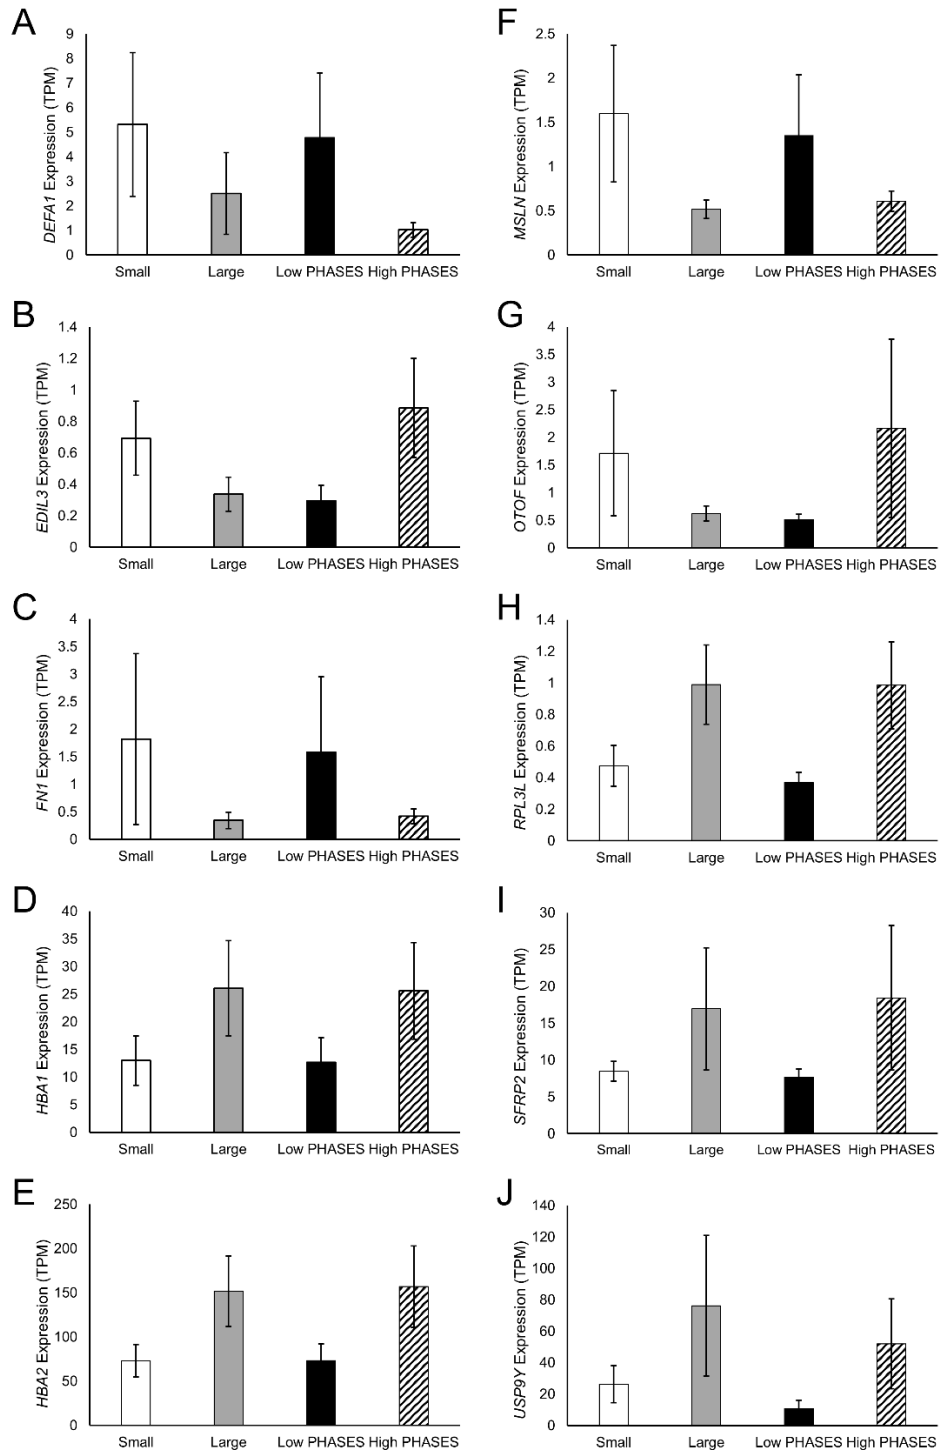 A
DEFA1 Expression (TPM)
9
8
7
6
5
4
3
2
1
0
Small Large Low PHASES High PHASES
B
EDIL3 Expression (TPM)
1.4
1.2
1
0.8
0.6
0.4
0.2
0
Small Large Low PHASES High PHASES
C
FN1 Expression (TPM)
4
3.5
3
2.5
2
1.5
1
0.5
0
Small Large Low PHASES High PHASES
D
HBA1 Expression (TPM)
40
35
30
25
20
15
10
5
0
Small Large Low PHASES High PHASES
E
HBA2 Expression (TPM)
250
200
150
100
50
0
Small Large Low PHASES High PHASES
F
MSLN Expression (TPM)
2.5
2
1.5
1
0.5
0
Small Large Low PHASES High PHASES
G
OTOF Expression (TPM)
4
3.5
3
2.5
2
1.5
1
0.5
0
Small Large Low PHASES High PHASES
H
RPL3L Expression (TPM)
1.4
1.2
1
0.8
0.6
0.4
0.2
0
Small Large Low PHASES High PHASES
I
SFRP2 Expression (TPM)
30
25
20
15
10
5
0
Small Large Low PHASES High PHASES
J
USP9Y Expression (TPM)
140
120
100
80
60
40
20
0
Small Large Low PHASES High PHASES